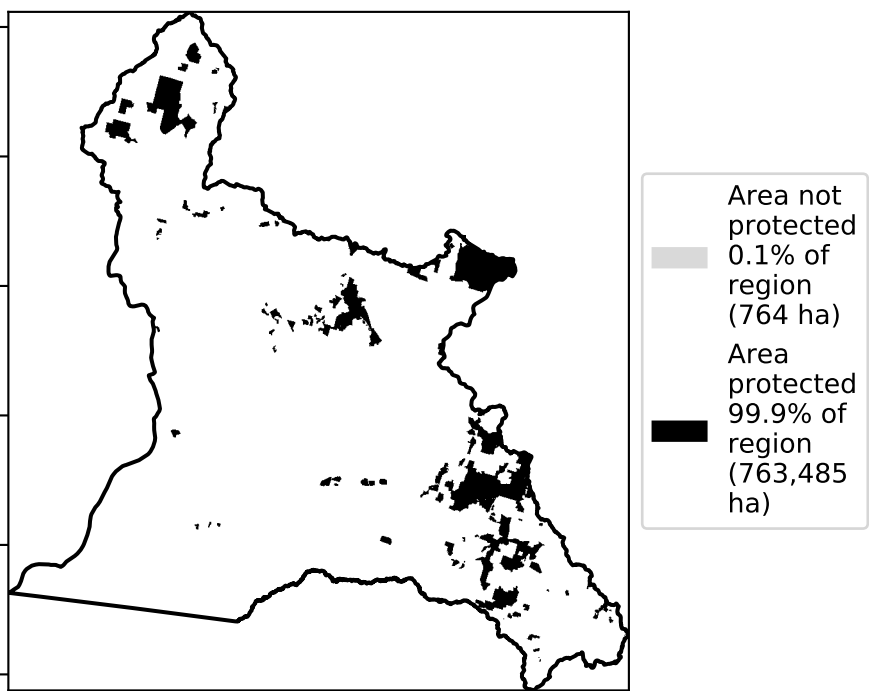 Area not
protected
0.1% of
region
(764 ha)
Area
protected
99.9% of
region
(763,485
ha)